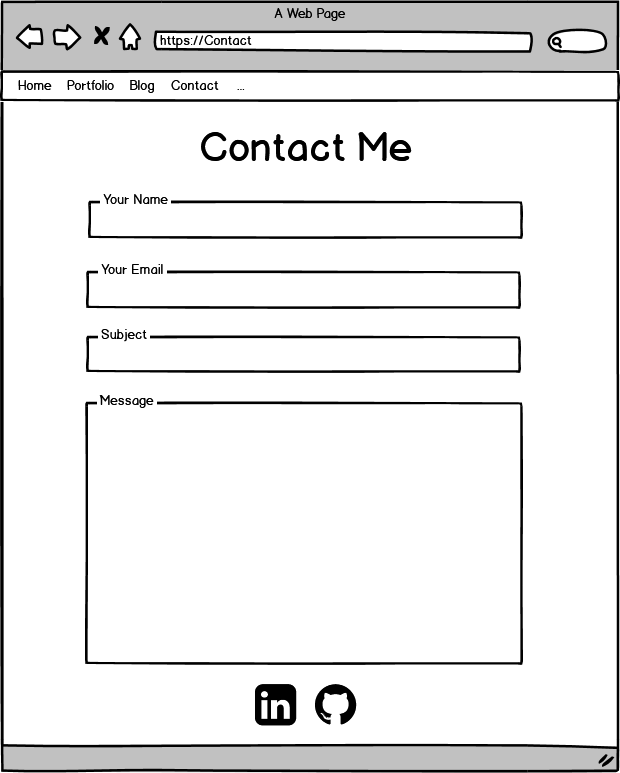 A Web Page
https://Contact
Home Portfolio Blog Contact ...
Contact Me
Your Name
Your Email
Subject
Message
in